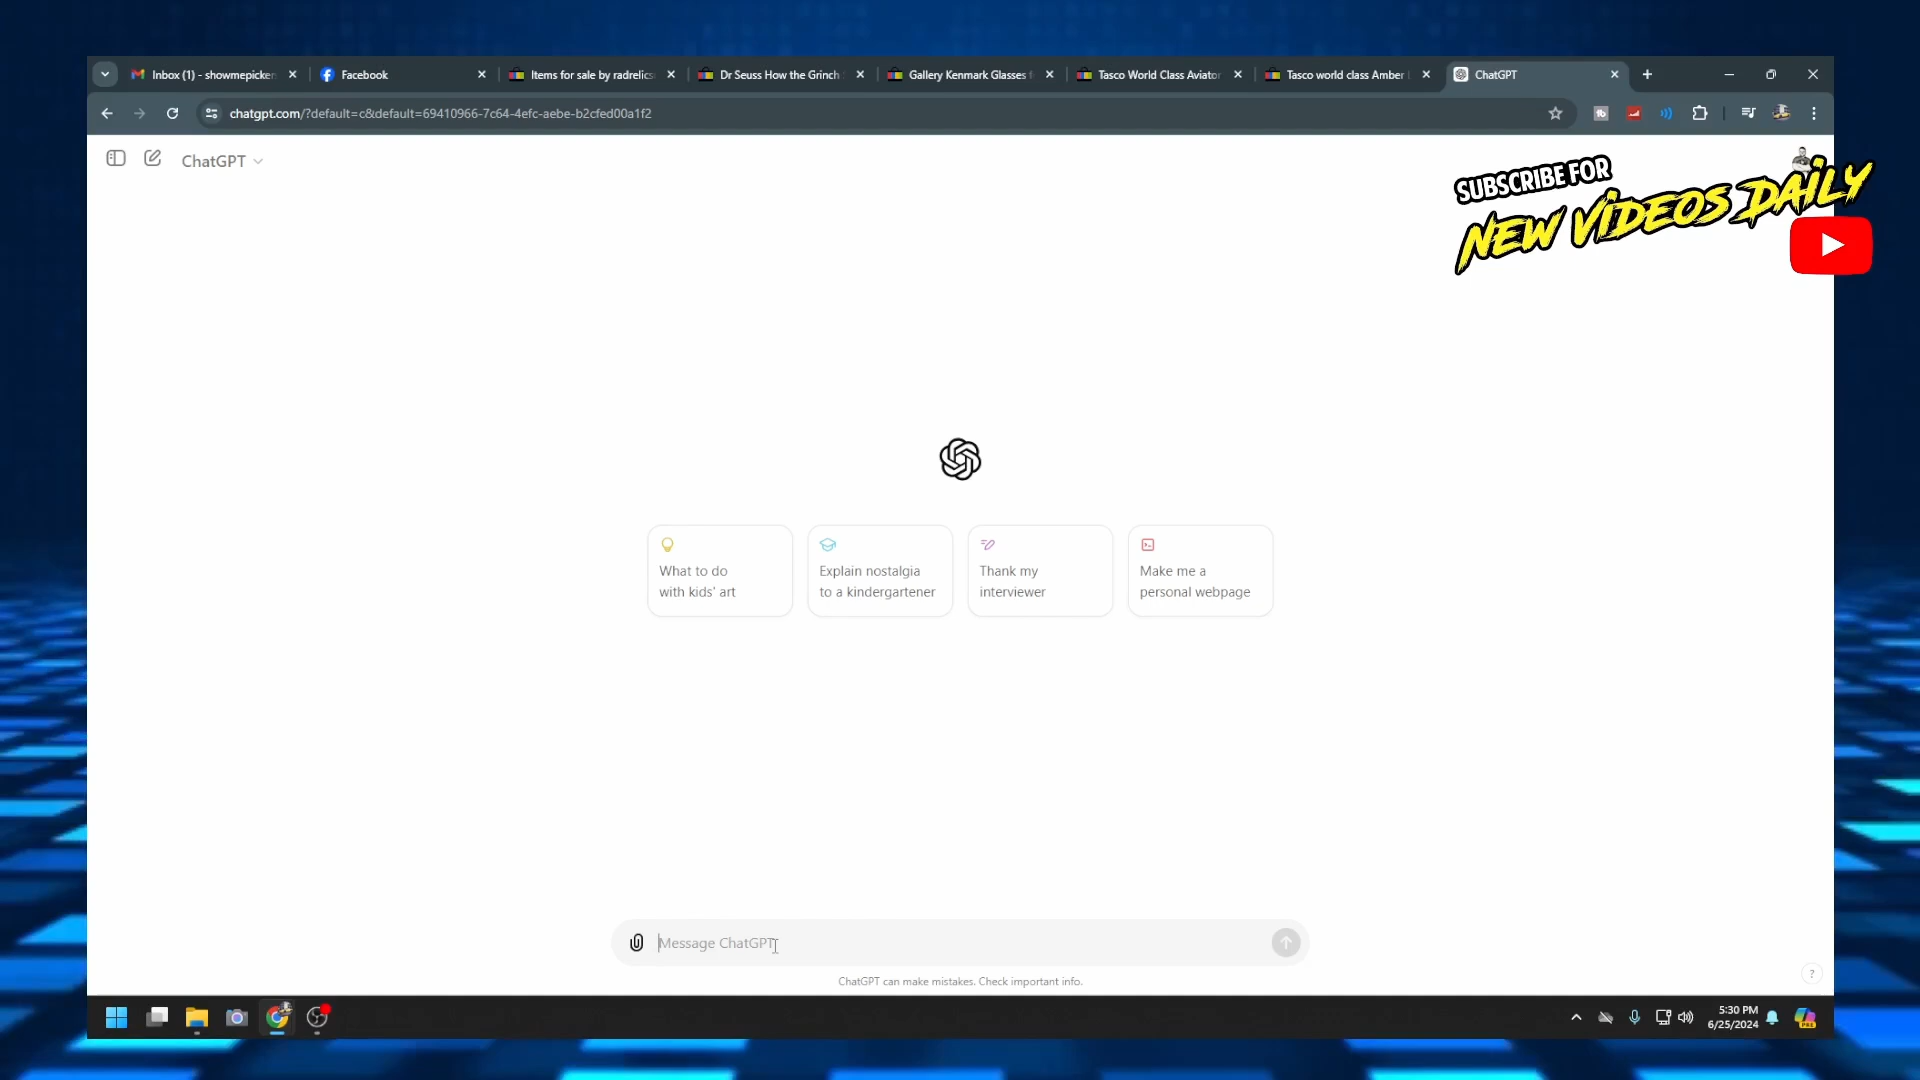 Inbox (1) - showmepicker
Facebook
Items for sale by radrelics
Dr Seuss How the Grinch
Gallery Kenmark Glasses
Tasco World Class Aviator
Tasco world class Amber
ChatGPT
chatgpt.com/?default=c&default=69410966-7c64-4efc-aebe-b2cfed00a1f2
ChatGPT
SUBSCRIBE FOR
NEW VIDEOS DAILY
What to do
with kids' art
Explain nostalgia
to a kindergartener
Thank my
interviewer
Make me a
personal webpage
Message ChatGPT
ChatGPT can make mistakes. Check important info.
?
5:30 PM
6/25/2024
PRE